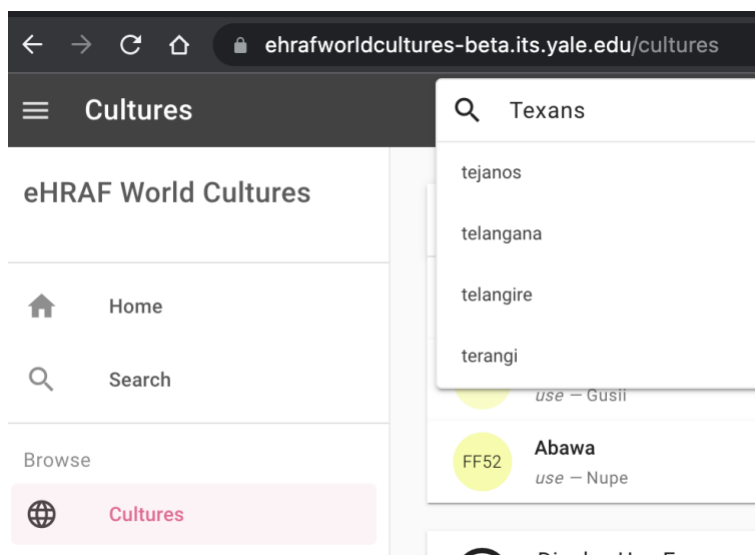 ehrafworldcultures-beta.its.yale.edu/cultures
Cultures
Texans
eHRAF World Cultures
tejanos
telangana
telangire
terangi
Home
Search
use — Gusii
FF52
Abawa
use — Nupe
Browse
Cultures